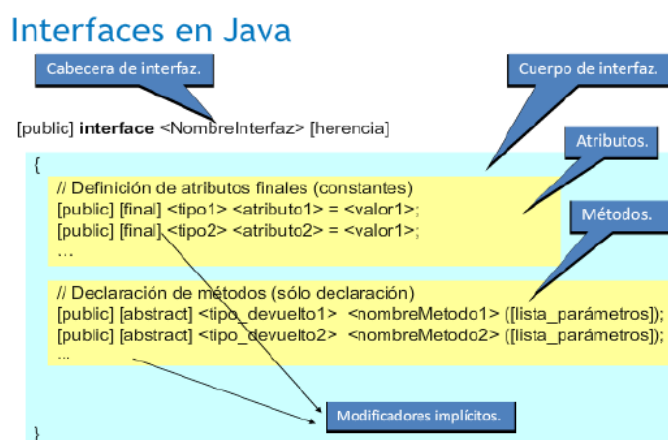 Interfaces en Java
Cabecera de interfaz.
Cuerpo de interfaz.
[public] interface <NombreInterfaz> [herencia]
Atributos.
{
// Definición de atributos finales (constantes)
[public] [final] <tipo1> <atributo1> = <valor1>;
[public] [final] <tipo2> <atributo2> = <valor1>;
...
Métodos.
// Declaración de métodos (sólo declaración)
[public] [abstract] <tipo_devuelto1> <nombreMetodo1> ([lista_parámetros]);
[public] [abstract] <tipo_devuelto2> <nombreMetodo2> ([lista_parámetros]);
...
Modificadores implícitos.
}